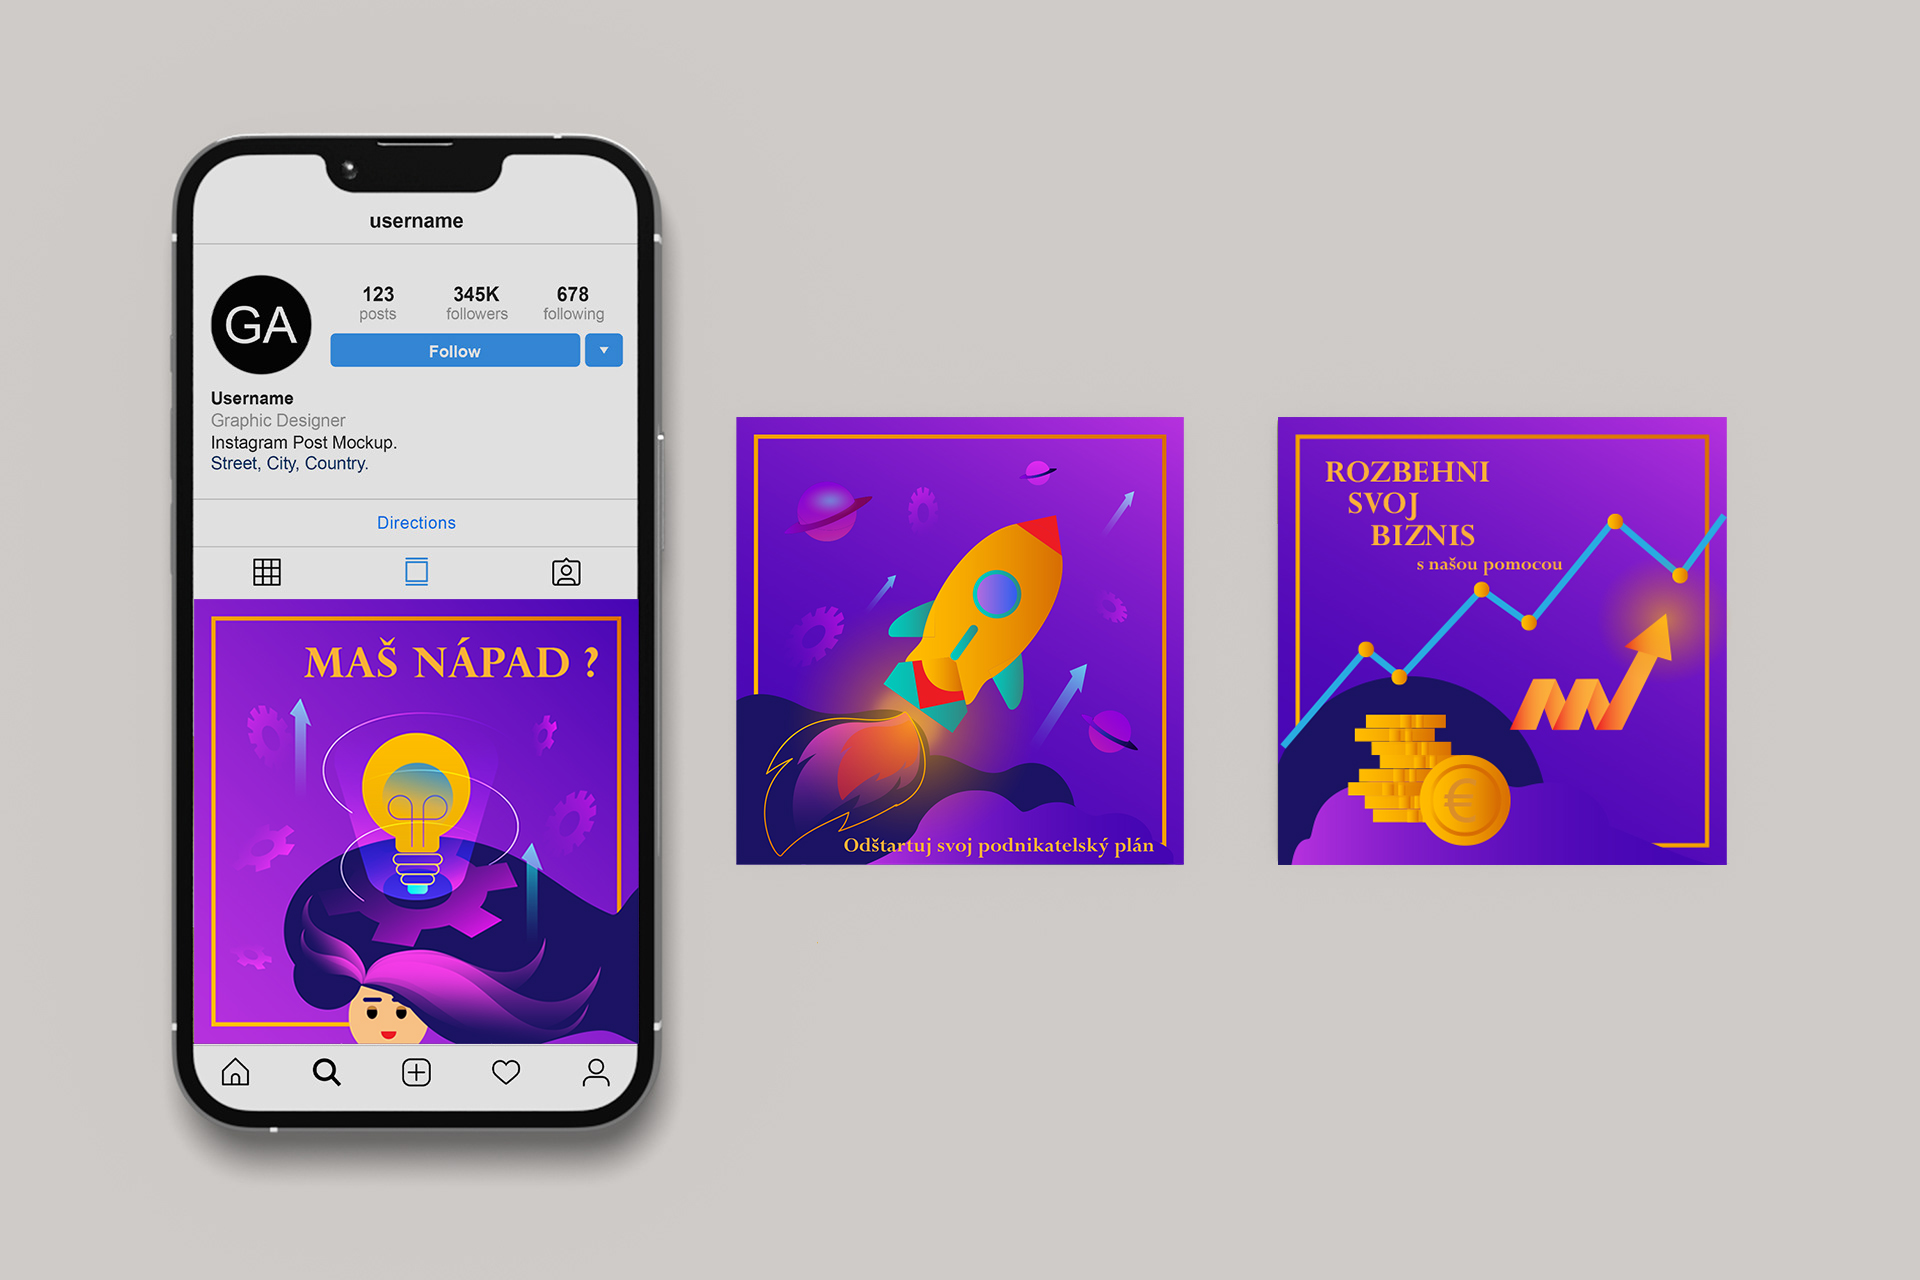 username
GA
123
345K
678
posts
followers
following
Follow
Username
Graphic Designer
Instagram Post Mockup.
Street, City, Country.
Directions
MAŠ NÁPAD ?
Odštartuj svoj podnikatelský plán
ROZBEHNI
SVOJ
BIZNIS
s našou pomocou
€